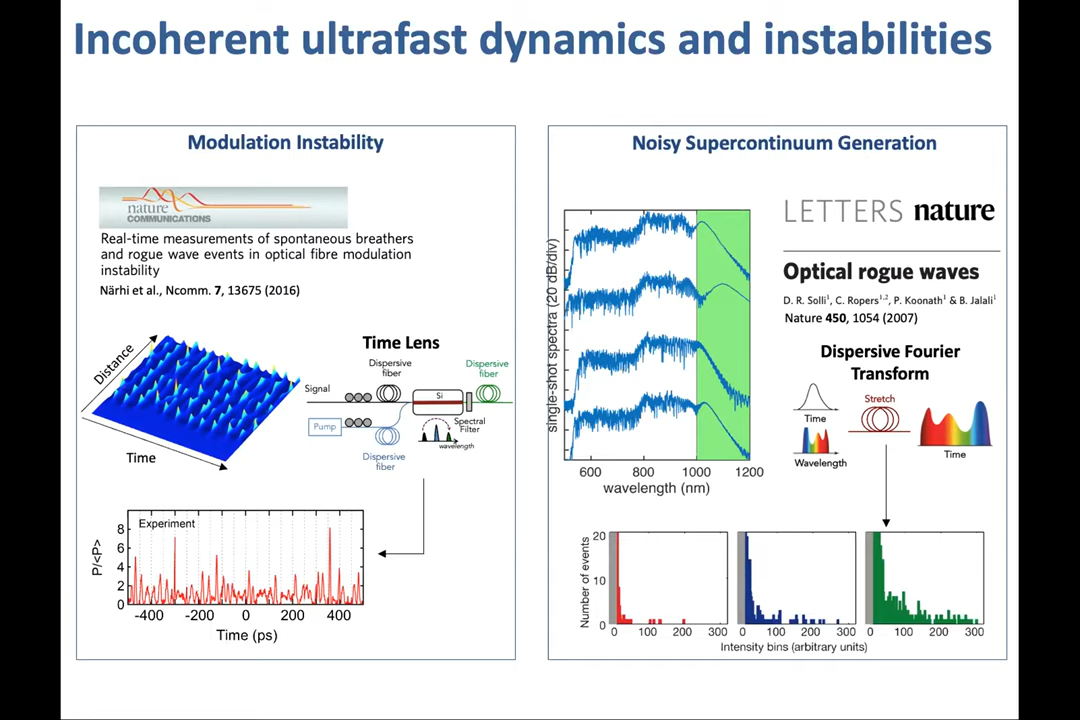 Incoherent ultrafast dynamics and instabilities
Modulation Instability
nature
COMMUNICATIONS
Real-time measurements of spontaneous breathers
and rogue wave events in optical fibre modulation
instability
Närhi et al., Ncomm. 7, 13675 (2016)
Distance
Time
Time Lens
Signal
Dispersive
fiber
Si
Dispersive
fiber
Pump
Dispersive
fiber
Spectral
Filter
wavelength
P/<P>
Experiment
8
6
4
2
0
-400 -200 0 200 400
Time (ps)
Noisy Supercontinuum Generation
single-shot spectra (20 dB/div)
600 800 1000 1200
wavelength (nm)
LETTERS nature
Optical rogue waves
D. R. Solli¹, C. Ropers¹,², P. Koonath¹ & B. Jalali¹
Nature 450, 1054 (2007)
Dispersive Fourier
Transform
Time
Wavelength
Stretch
Time
Number of events
20
10
0
0 100 200 300
0 100 200 300
0 100 200 300
Intensity bins (arbitrary units)